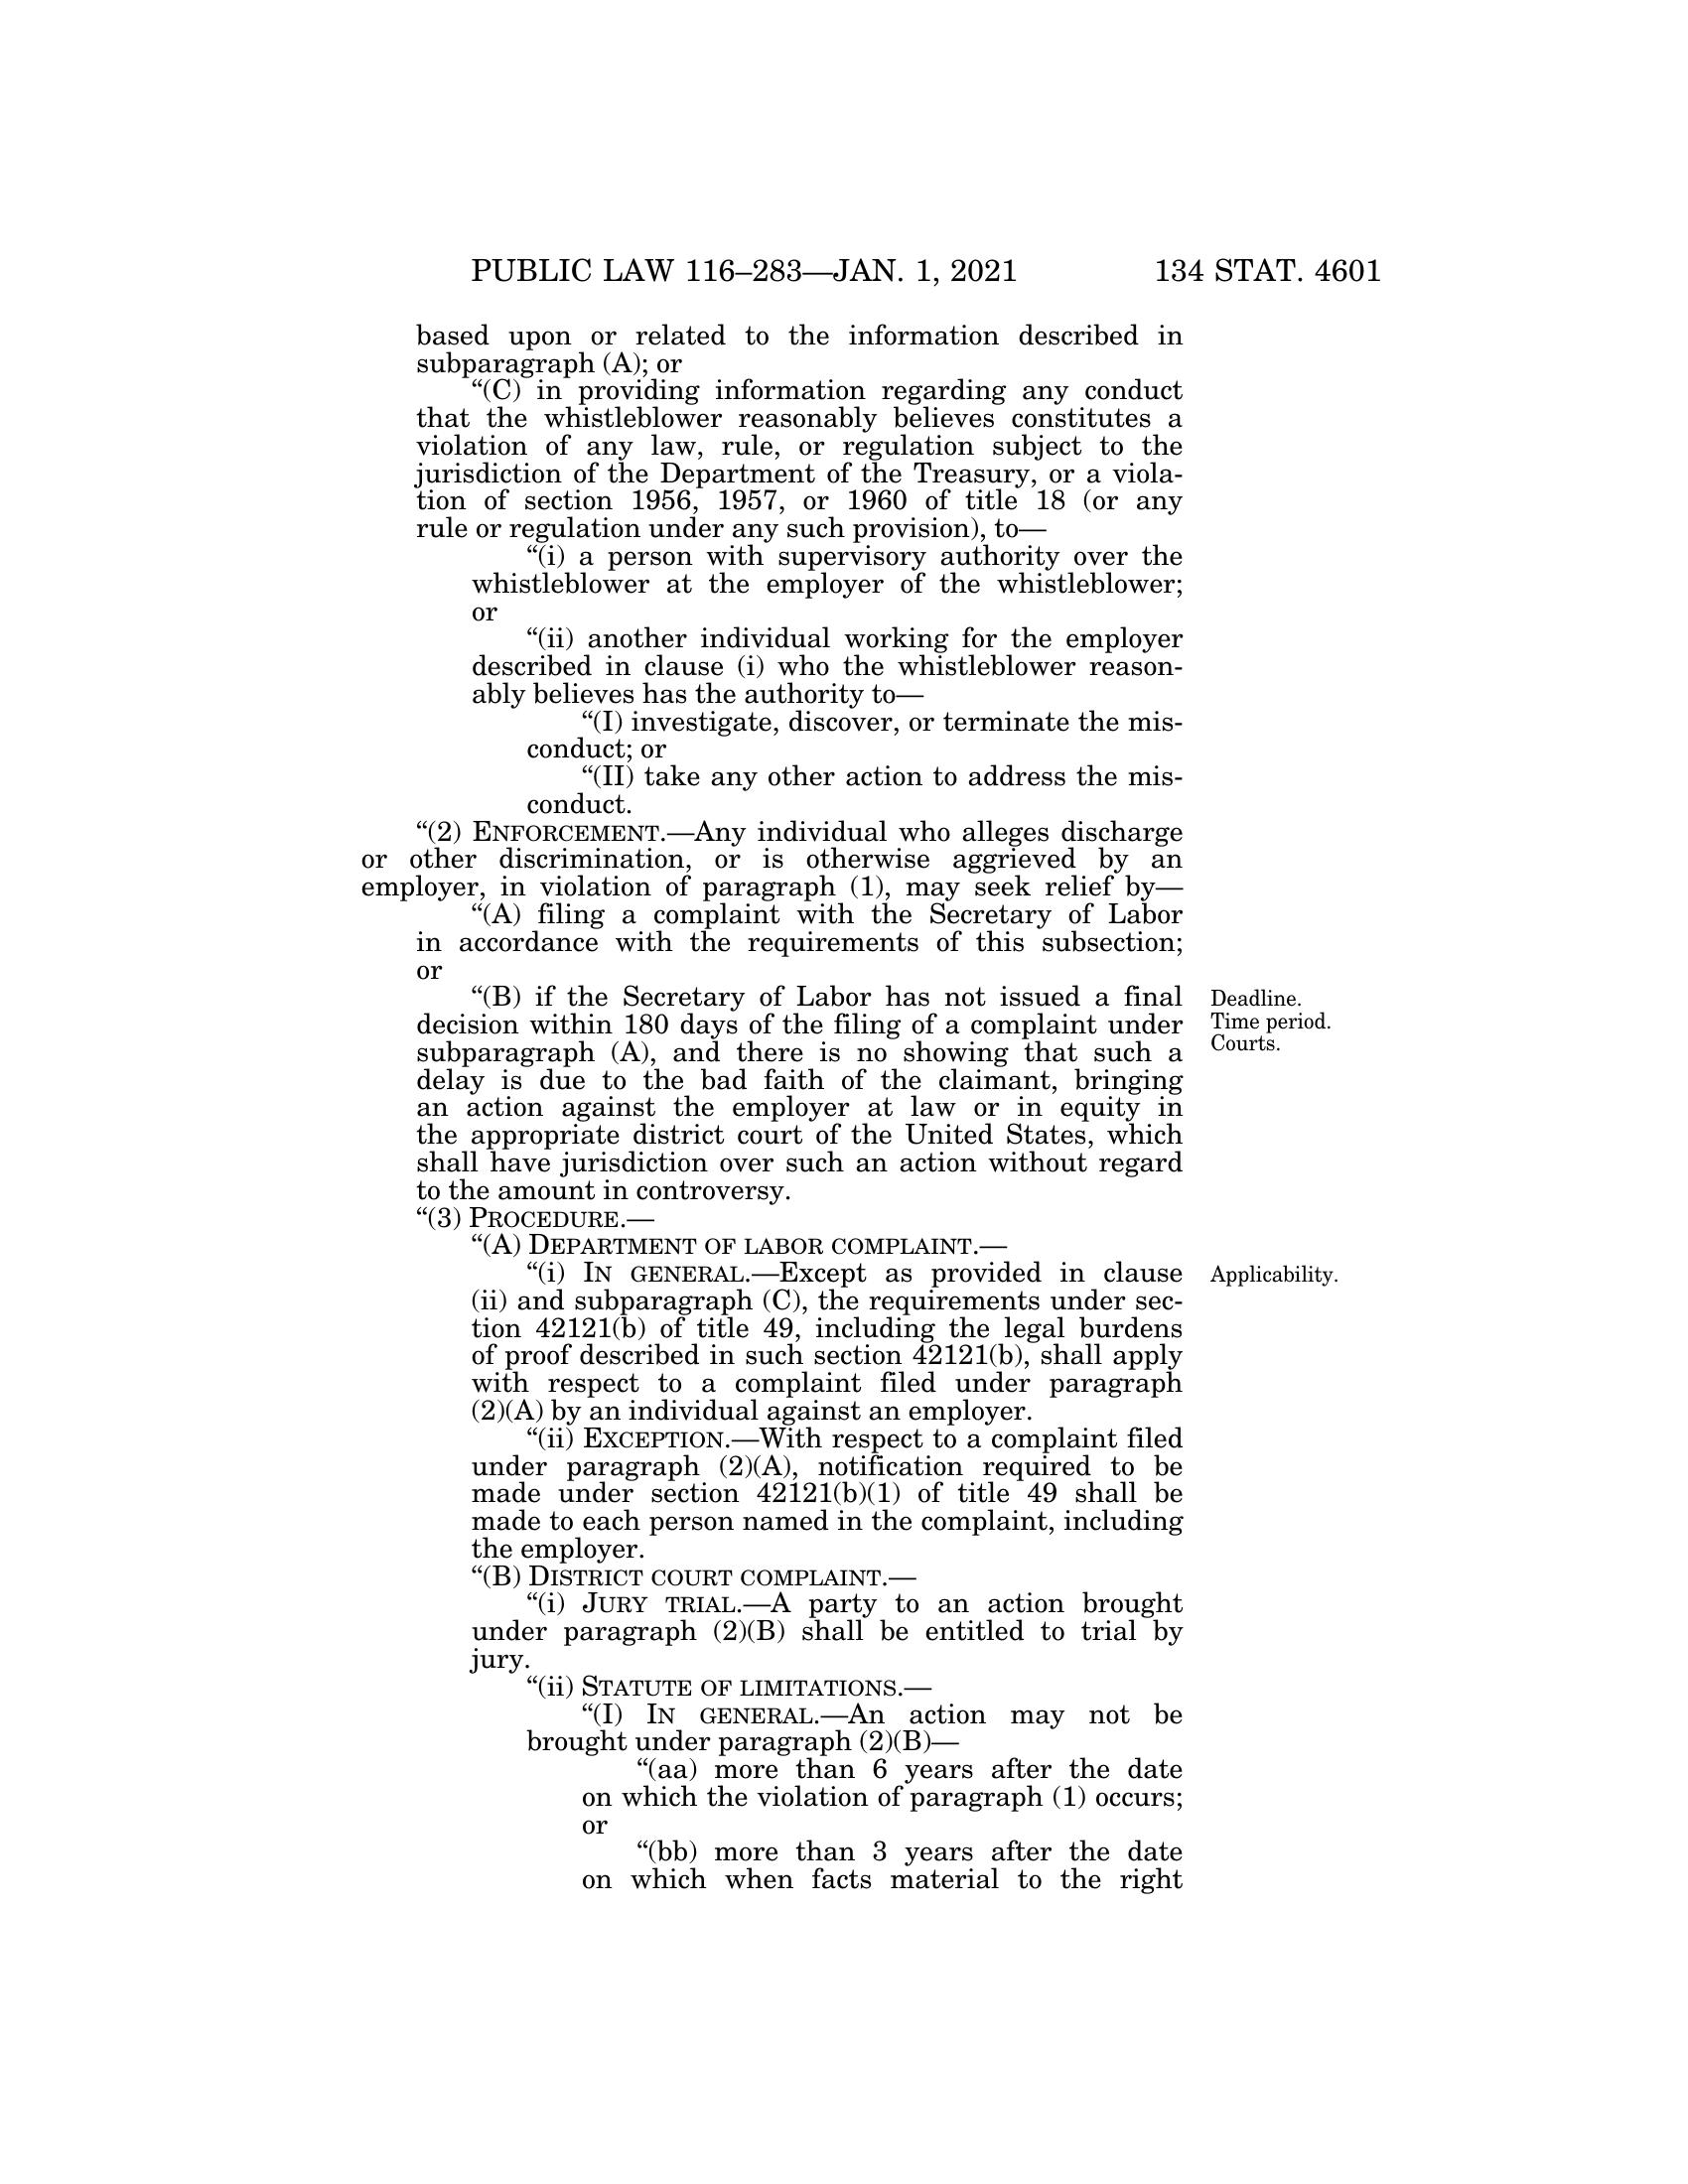 PUBLIC LAW 116–283—JAN. 1, 2021 134 STAT. 4601
based upon or related to the information described in
subparagraph (A); or
“(C) in providing information regarding any conduct
that the whistleblower reasonably believes constitutes a
violation of any law, rule, or regulation subject to the
jurisdiction of the Department of the Treasury, or a viola-
tion of section 1956, 1957, or 1960 of title 18 (or any
rule or regulation under any such provision), to—
“(i) a person with supervisory authority over the
whistleblower at the employer of the whistleblower;
or
“(ii) another individual working for the employer
described in clause (i) who the whistleblower reason-
ably believes has the authority to—
“(I) investigate, discover, or terminate the mis-
conduct; or
“(II) take any other action to address the mis-
conduct.
“(2) ENFORCEMENT.—Any individual who alleges discharge
or other discrimination, or is otherwise aggrieved by an
employer, in violation of paragraph (1), may seek relief by—
“(A) filing a complaint with the Secretary of Labor
in accordance with the requirements of this subsection;
or
“(B) if the Secretary of Labor has not issued a final
decision within 180 days of the filing of a complaint under
subparagraph (A), and there is no showing that such a
delay is due to the bad faith of the claimant, bringing
an action against the employer at law or in equity in
the appropriate district court of the United States, which
shall have jurisdiction over such an action without regard
to the amount in controversy.
Deadline.
Time period.
Courts.
“(3) PROCEDURE.—
“(A) DEPARTMENT OF LABOR COMPLAINT.—
“(i) IN GENERAL.—Except as provided in clause
(ii) and subparagraph (C), the requirements under sec-
tion 42121(b) of title 49, including the legal burdens
of proof described in such section 42121(b), shall apply
with respect to a complaint filed under paragraph
(2)(A) by an individual against an employer.
Applicability.
“(ii) EXCEPTION.—With respect to a complaint filed
under paragraph (2)(A), notification required to be
made under section 42121(b)(1) of title 49 shall be
made to each person named in the complaint, including
the employer.
“(B) DISTRICT COURT COMPLAINT.—
“(i) JURY TRIAL.—A party to an action brought
under paragraph (2)(B) shall be entitled to trial by
jury.
“(ii) STATUTE OF LIMITATIONS.—
“(I) IN GENERAL.—An action may not be
brought under paragraph (2)(B)—
“(aa) more than 6 years after the date
on which the violation of paragraph (1) occurs;
or
“(bb) more than 3 years after the date
on which when facts material to the right